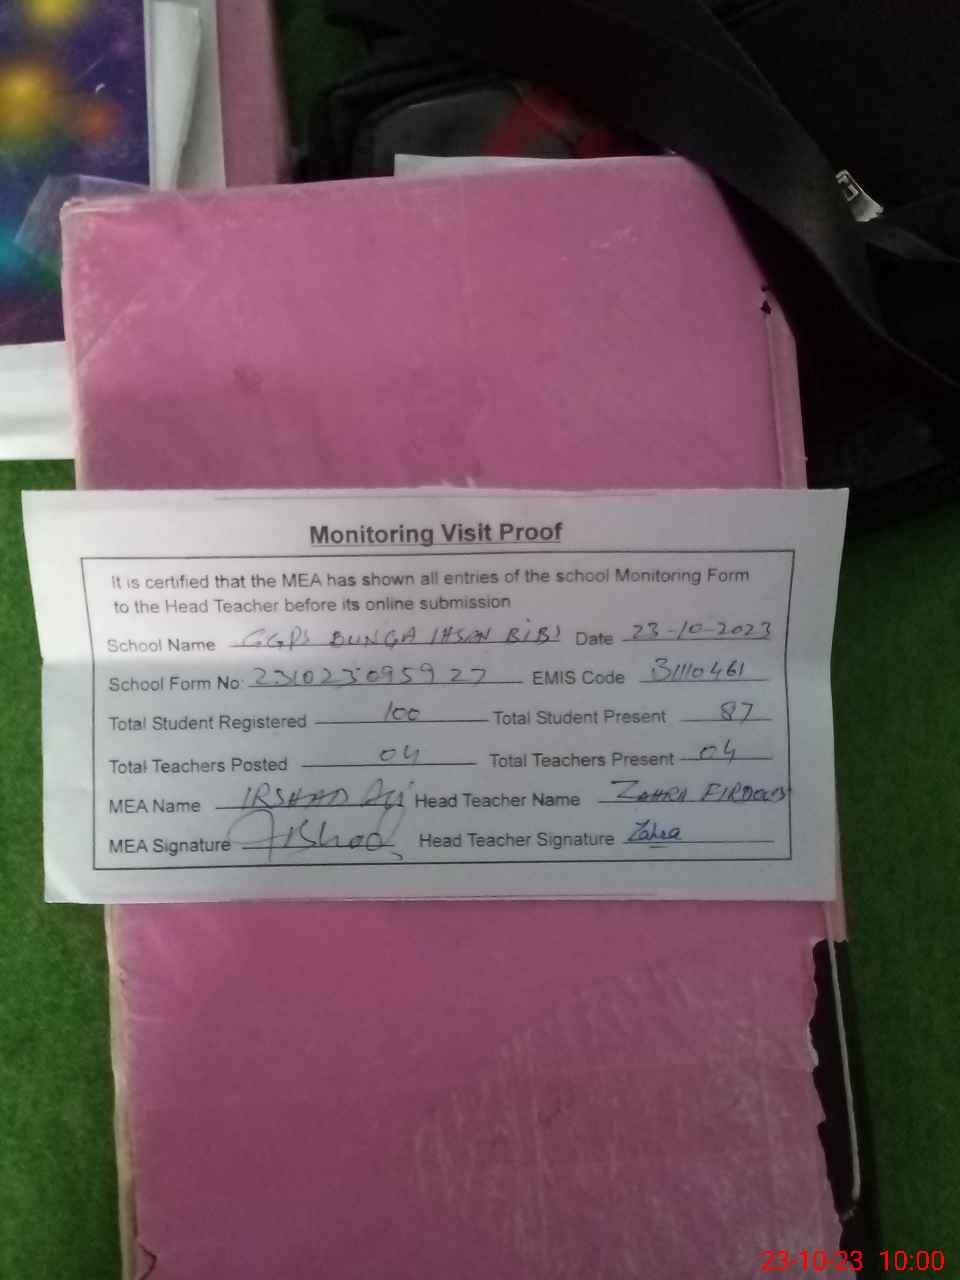 Monitoring Visit Proof
It is certified that the MEA has shown all entries of the school Monitoring Form
to the Head Teacher before its online submission
School Name GGPS BUNGA IHSAN BIBI Date 23-10-2023
School Form No: 231023095927 EMIS Code 31110461
Total Student Registered 100 Total Student Present 87
Total Teachers Posted 04 Total Teachers Present 04
MEA Name IRSHAD Ali Head Teacher Name ZAHRA FIRDOUS
MEA Signature Irshad Head Teacher Signature Zahra
23-10-23 10:00